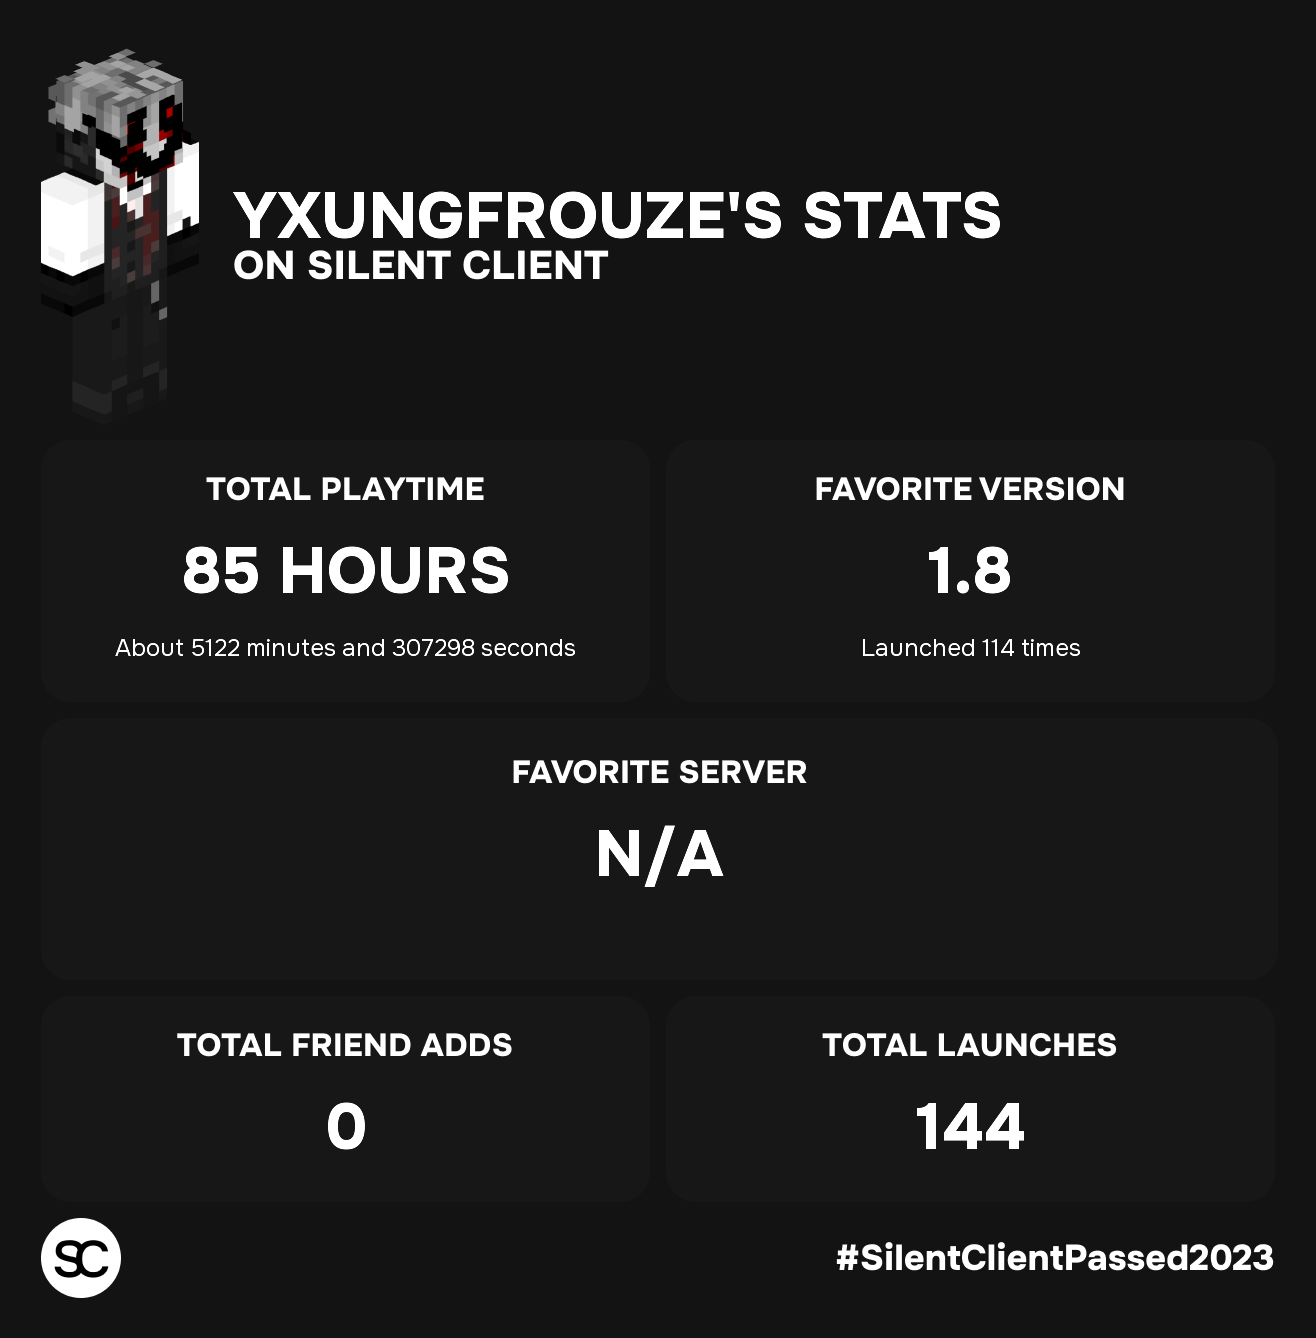 YXUNGFROUZE'S STATS
ON SILENT CLIENT
TOTAL PLAYTIME
85 HOURS
About 5122 minutes and 307298 seconds
FAVORITE VERSION
1.8
Launched 114 times
FAVORITE SERVER
N/A
TOTAL FRIEND ADDS
0
TOTAL LAUNCHES
144
SC
#SilentClientPassed2023